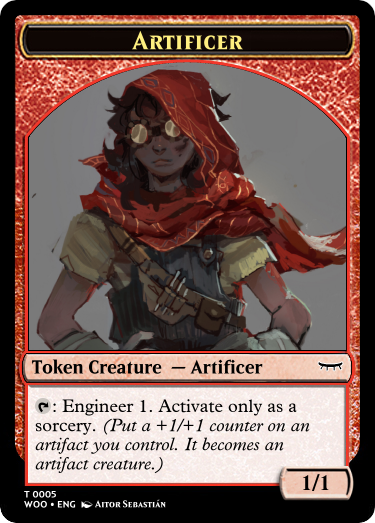 ARTIFICER
Token Creature — Artificer
: Engineer 1. Activate only as a
sorcery. (Put a +1/+1 counter on an
artifact you control. It becomes an
artifact creature.)
1/1
T 0005
WOO • ENG AITOR SEBASTIÁN